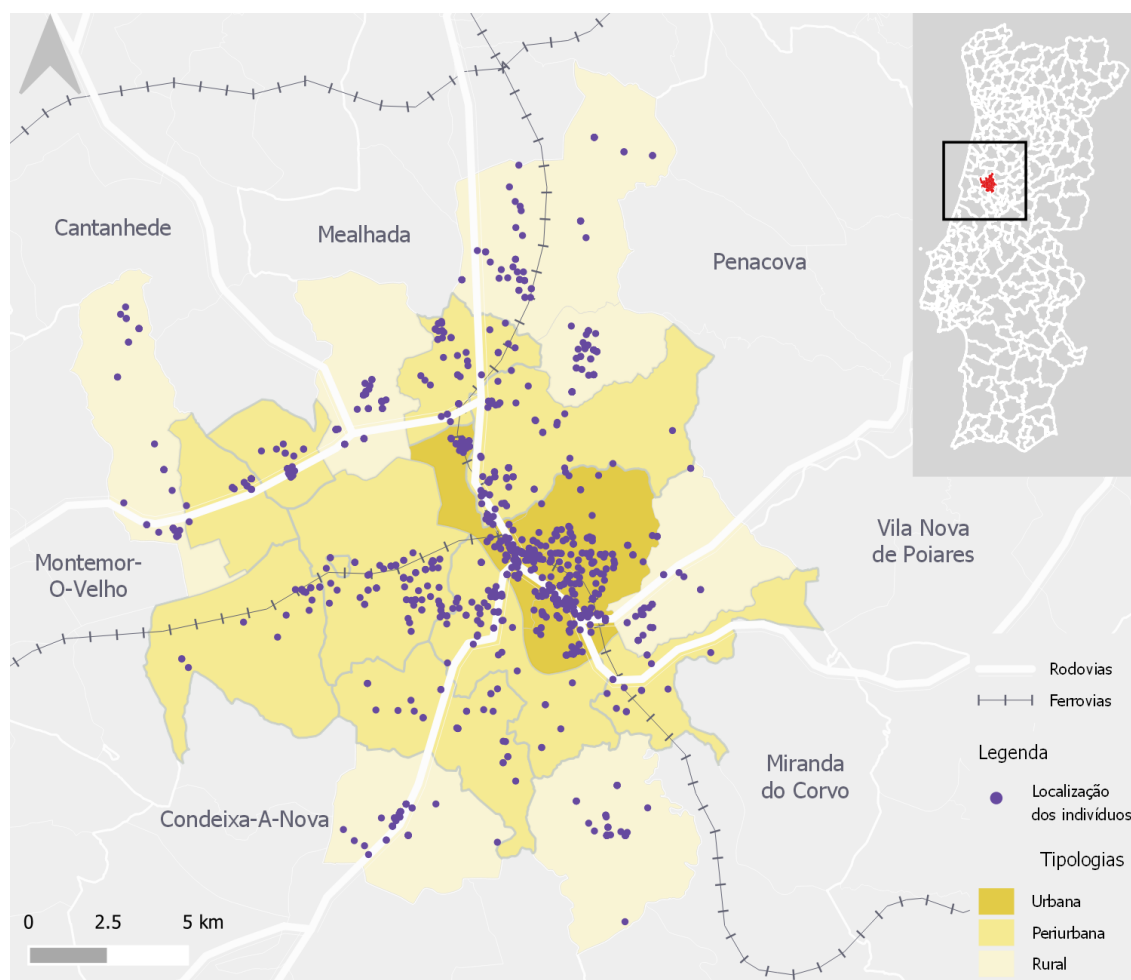 Cantanhede
Mealhada
Penacova
Montemor-
O-Velho
Vila Nova
de Poiares
Condeixa-A-Nova
Miranda
do Corvo
Rodovias
Ferrovias
Legenda
Localização
dos indivíduos
Tipologias
Urbana
Periurbana
Rural
0 2.5 5 km